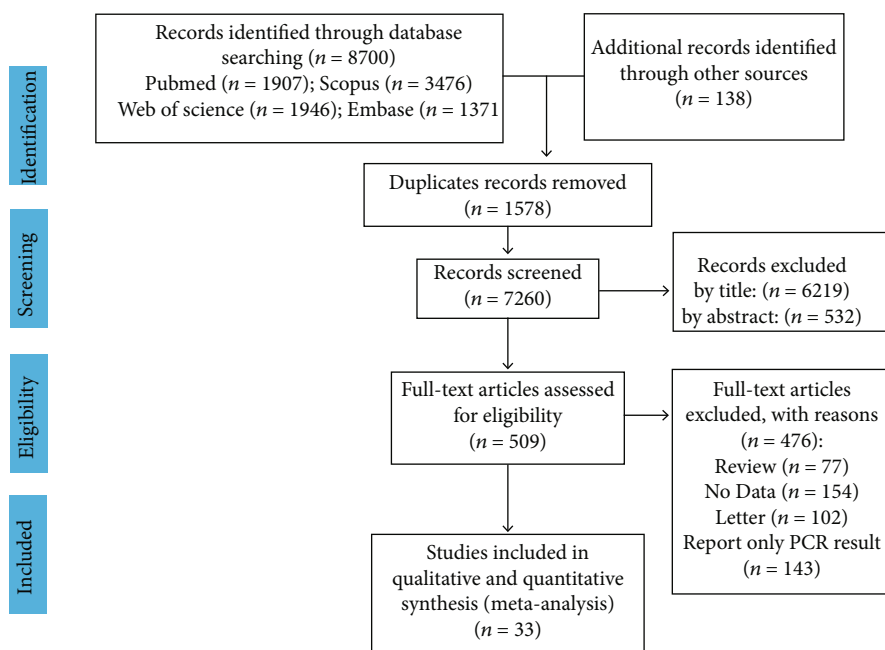 Identification
Records identified through database
searching (n = 8700)
Pubmed (n = 1907); Scopus (n = 3476)
Web of science (n = 1946); Embase (n = 1371
Additional records identified
through other sources
(n = 138)
Duplicates records removed
(n = 1578)
Screening
Records screened
(n = 7260)
Records excluded
by title: (n = 6219)
by abstract: (n = 532)
Eligibility
Full-text articles assessed
for eligibility
(n = 509)
Full-text articles
excluded, with reasons
(n = 476):
Review (n = 77)
No Data (n = 154)
Letter (n = 102)
Report only PCR result
(n = 143)
Included
Studies included in
qualitative and quantitative
synthesis (meta-analysis)
(n = 33)